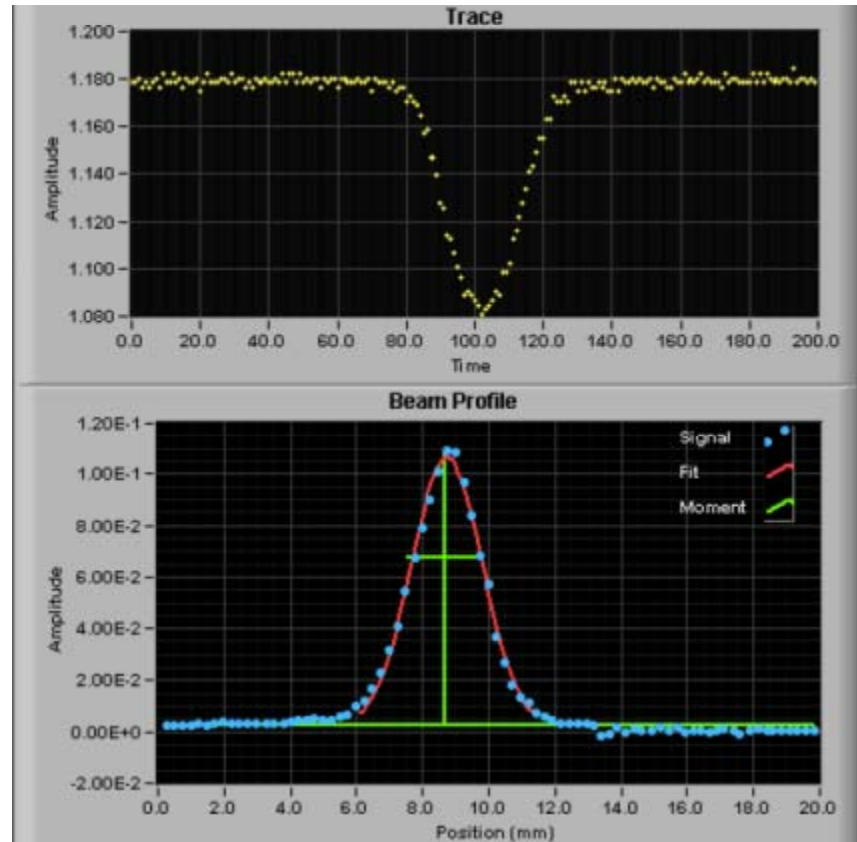 Trace
1.200
1.180
1.160
1.140
1.120
1.100
1.080
Amplitude
0.0 20.0 40.0 60.0 80.0 100.0 120.0 140.0 160.0 180.0 200.0
Time
Beam Profile
1.20E-1
1.00E-1
8.00E-2
6.00E-2
4.00E-2
2.00E-2
0.00E+0
-2.00E-2
Amplitude
Signal
Fit
Moment
0.0 2.0 4.0 6.0 8.0 10.0 12.0 14.0 16.0 18.0 20.0
Position (mm)